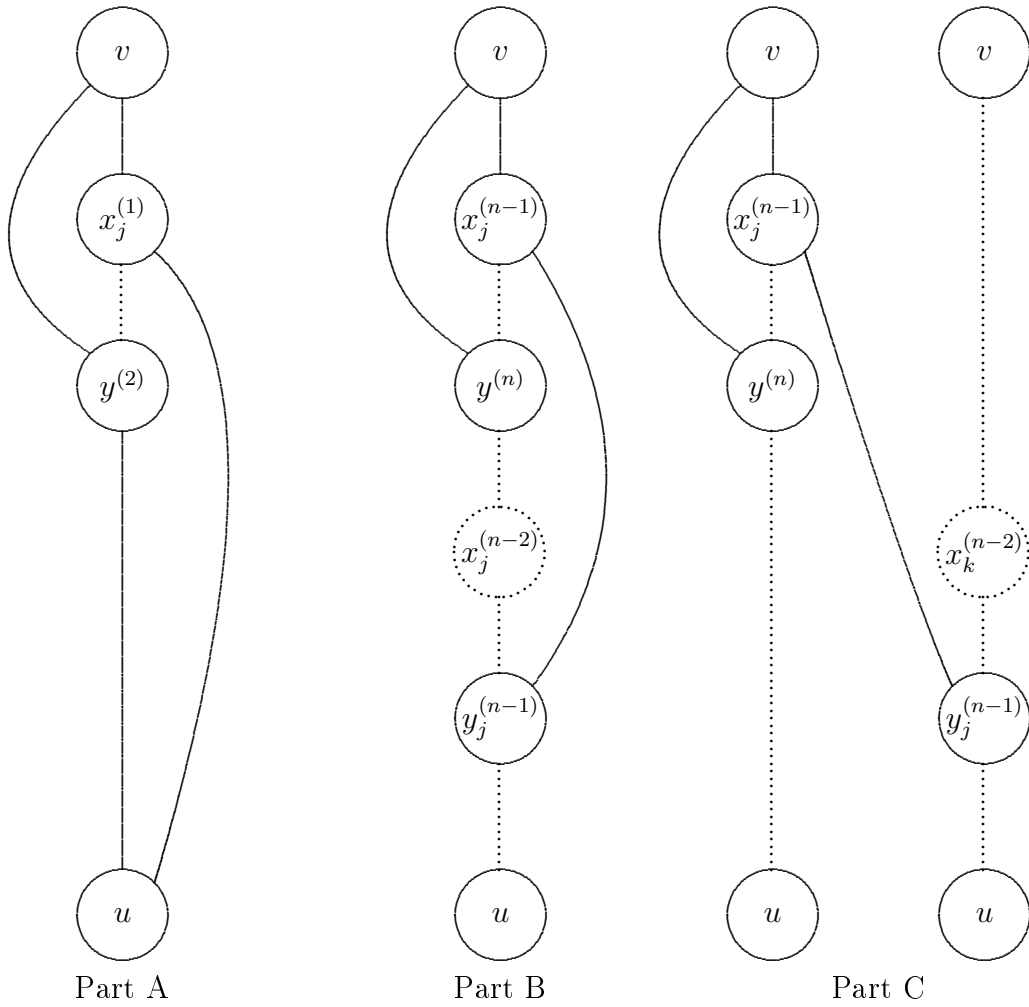 v v v v
x_j^{(1)} x_j^{(n-1)} x_j^{(n-1)}
y^{(2)} y^{(n)} y^{(n)}
x_j^{(n-2)} x_k^{(n-2)}
y_j^{(n-1)} y_j^{(n-1)}
u u u u
Part A Part B Part C